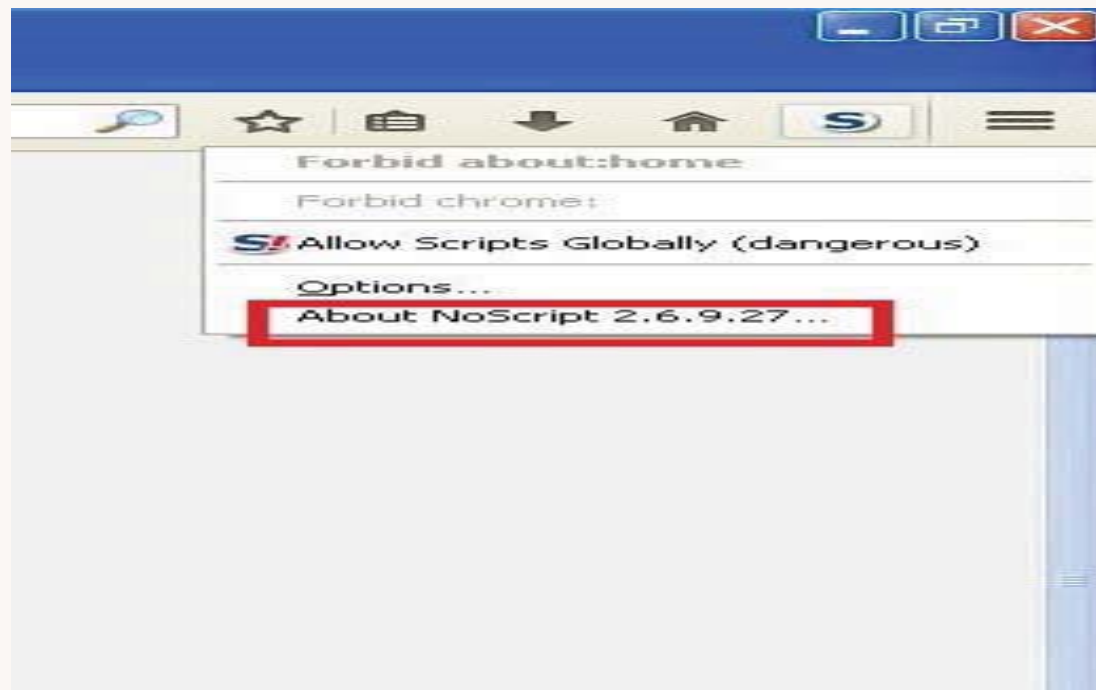 Forbid about:home
Forbid chrome:
Allow Scripts Globally (dangerous)
Options...
About NoScript 2.6.9.27...